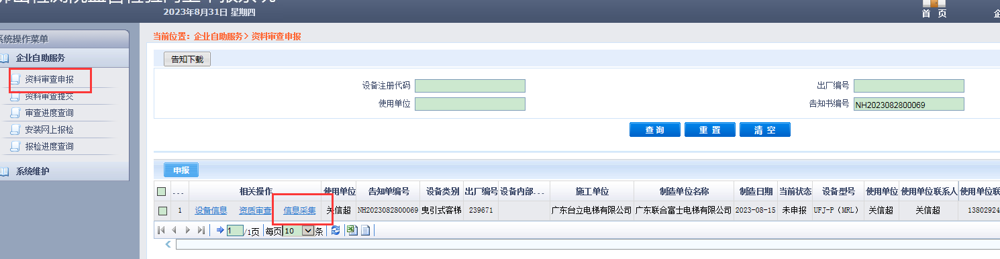 2023年8月31日 星期四
首 页
系统操作菜单
企业自助服务
资料审查申报
资料审查提交
审查进度查询
安装网上报检
报检进度查询
系统维护
当前位置：企业自助服务> 资料审查申报
告知下载
设备注册代码 出厂编号
使用单位 告知书编号 NH2023082800069
查 询 重 置 清 空
申报
... 相关操作 使用单位 告知单编号 设备类别 出厂编号 设备内部... 施工单位 制造单位名称 制造日期 当前状态 设备型号 使用单位 使用单位联系人 使用单位联
1 设备信息 资质审查 信息采集 关信超 NH2023082800069 曳引式客梯 239671 广东台立电梯有限公司 广东联合富士电梯有限公司 2023-08-15 未申报 UFJ-P（MRL） 关信超 关信超 13802924
1 /1页 每页 10 条